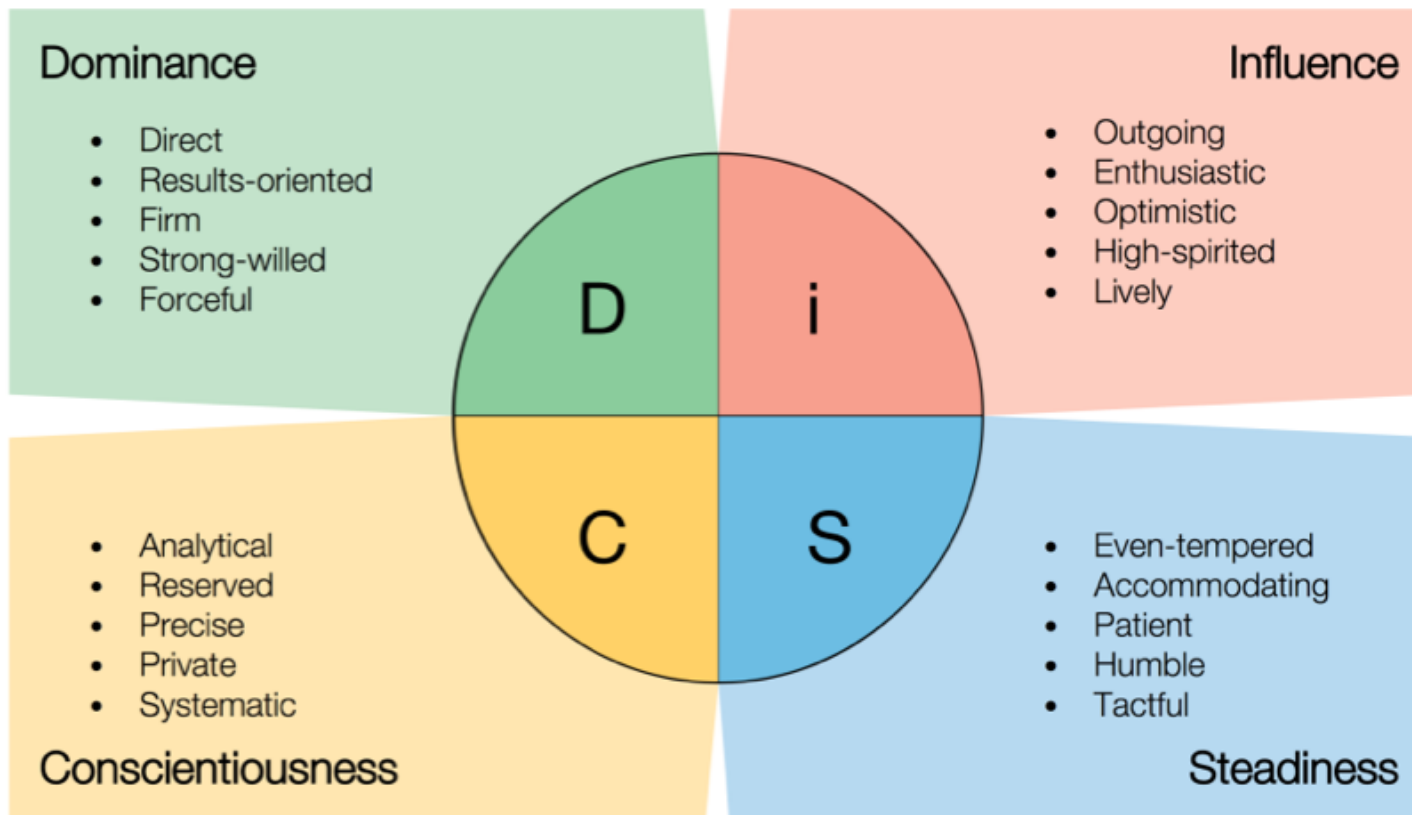 Dominance
• Direct
• Results-oriented
• Firm
• Strong-willed
• Forceful
Influence
• Outgoing
• Enthusiastic
• Optimistic
• High-spirited
• Lively
D
i
C
S
• Analytical
• Reserved
• Precise
• Private
• Systematic
Conscientiousness
• Even-tempered
• Accommodating
• Patient
• Humble
• Tactful
Steadiness